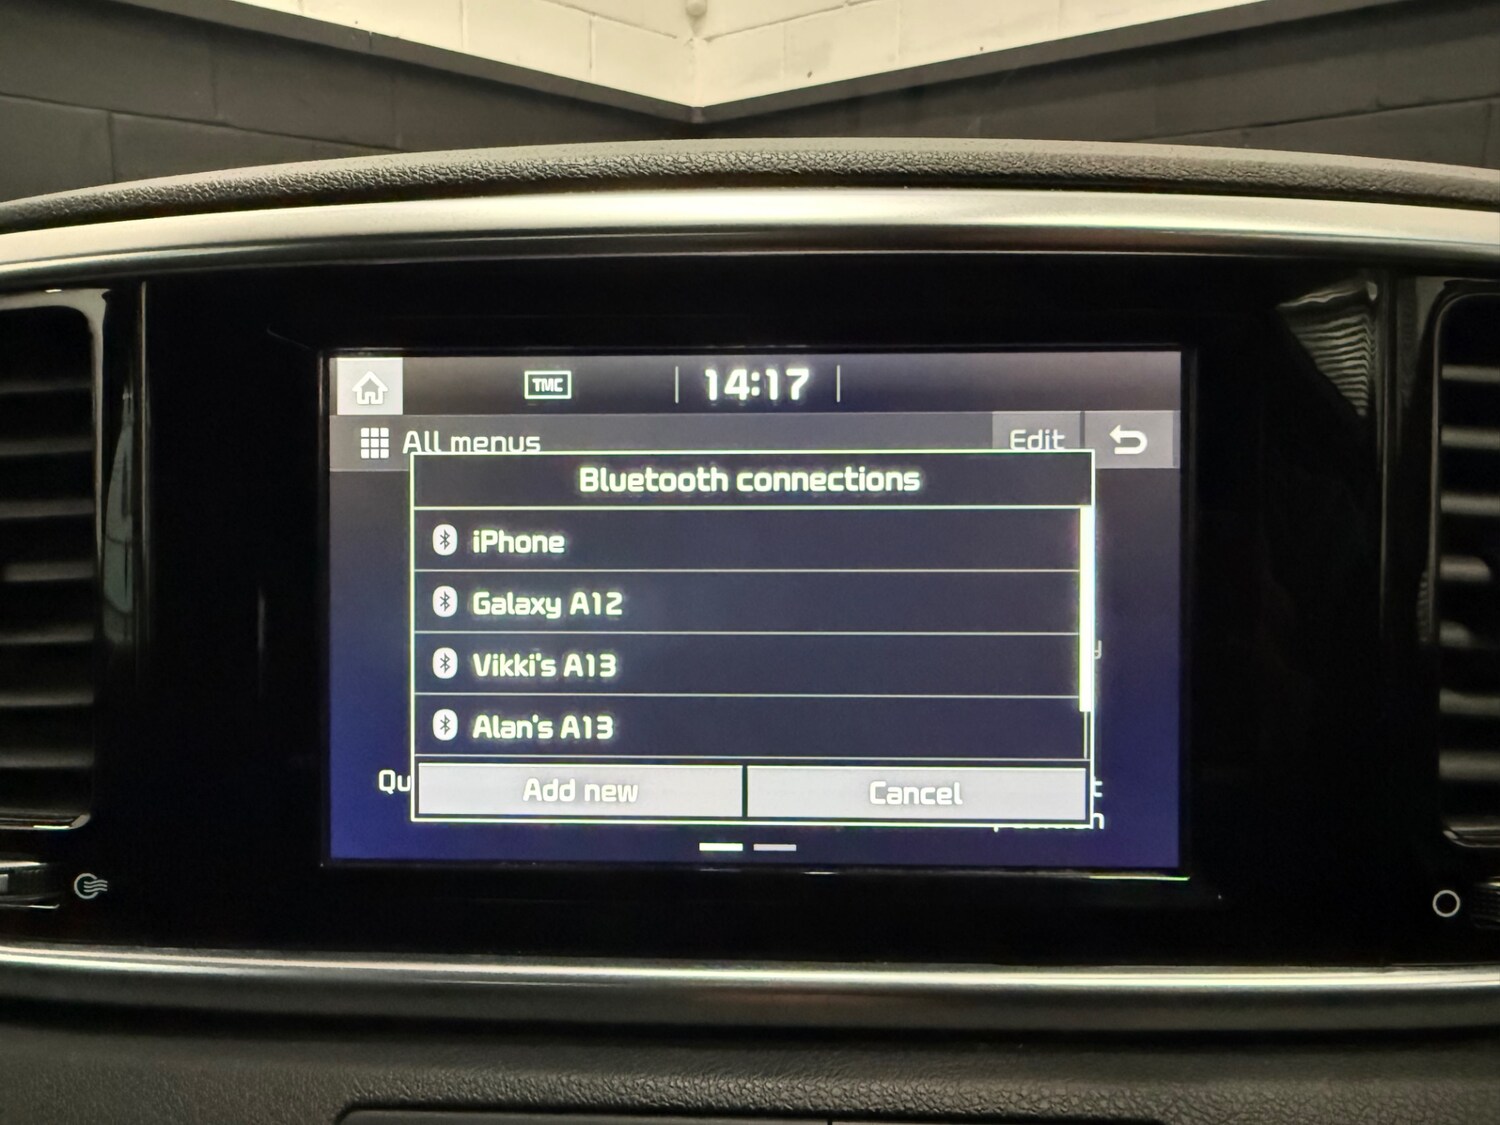 TMC
14:17
All menus
Edit
Bluetooth connections
iPhone
Galaxy A12
Vikki's A13
Alan's A13
Add new
Cancel